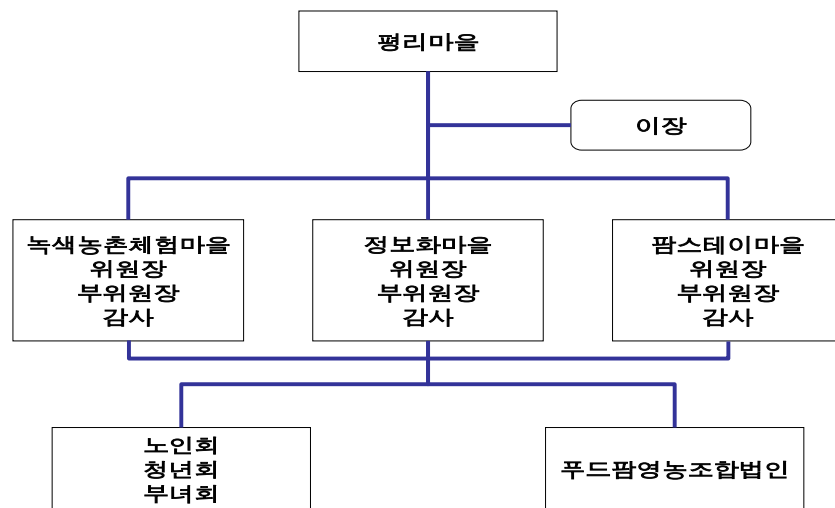 평리마을
이장
녹색농촌체험마을
위원장
부위원장
감사
정보화마을
위원장
부위원장
감사
팜스테이마을
위원장
부위원장
감사
노인회
청년회
부녀회
푸드팜영농조합법인